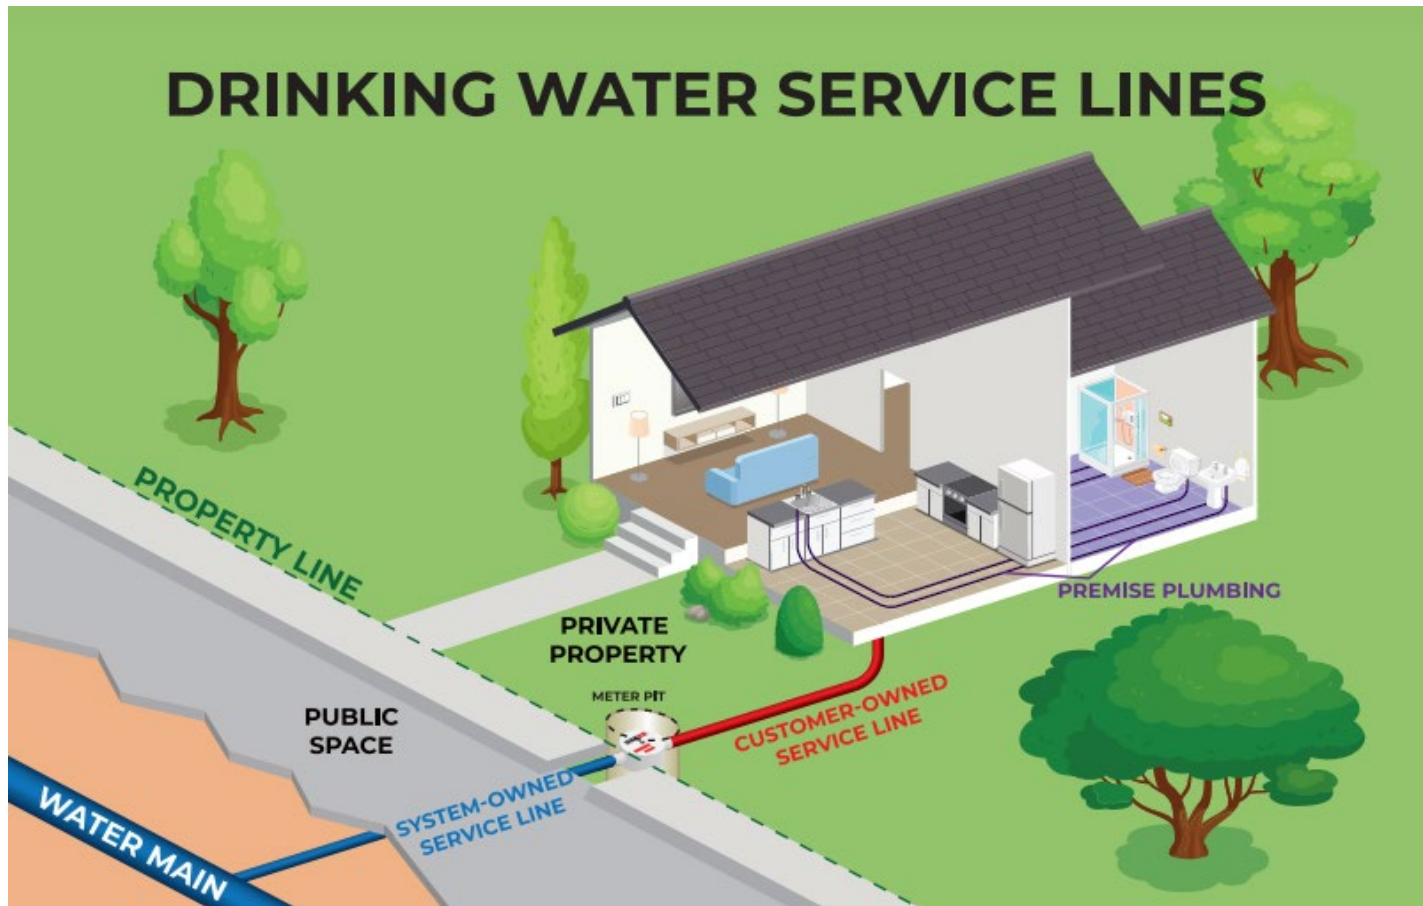 DRINKING WATER SERVICE LINES
PROPERTY LINE
PREMISE PLUMBING
PRIVATE
PROPERTY
METER PIT
CUSTOMER-OWNED
SERVICE LINE
PUBLIC
SPACE
SYSTEM-OWNED
SERVICE LINE
WATER MAIN